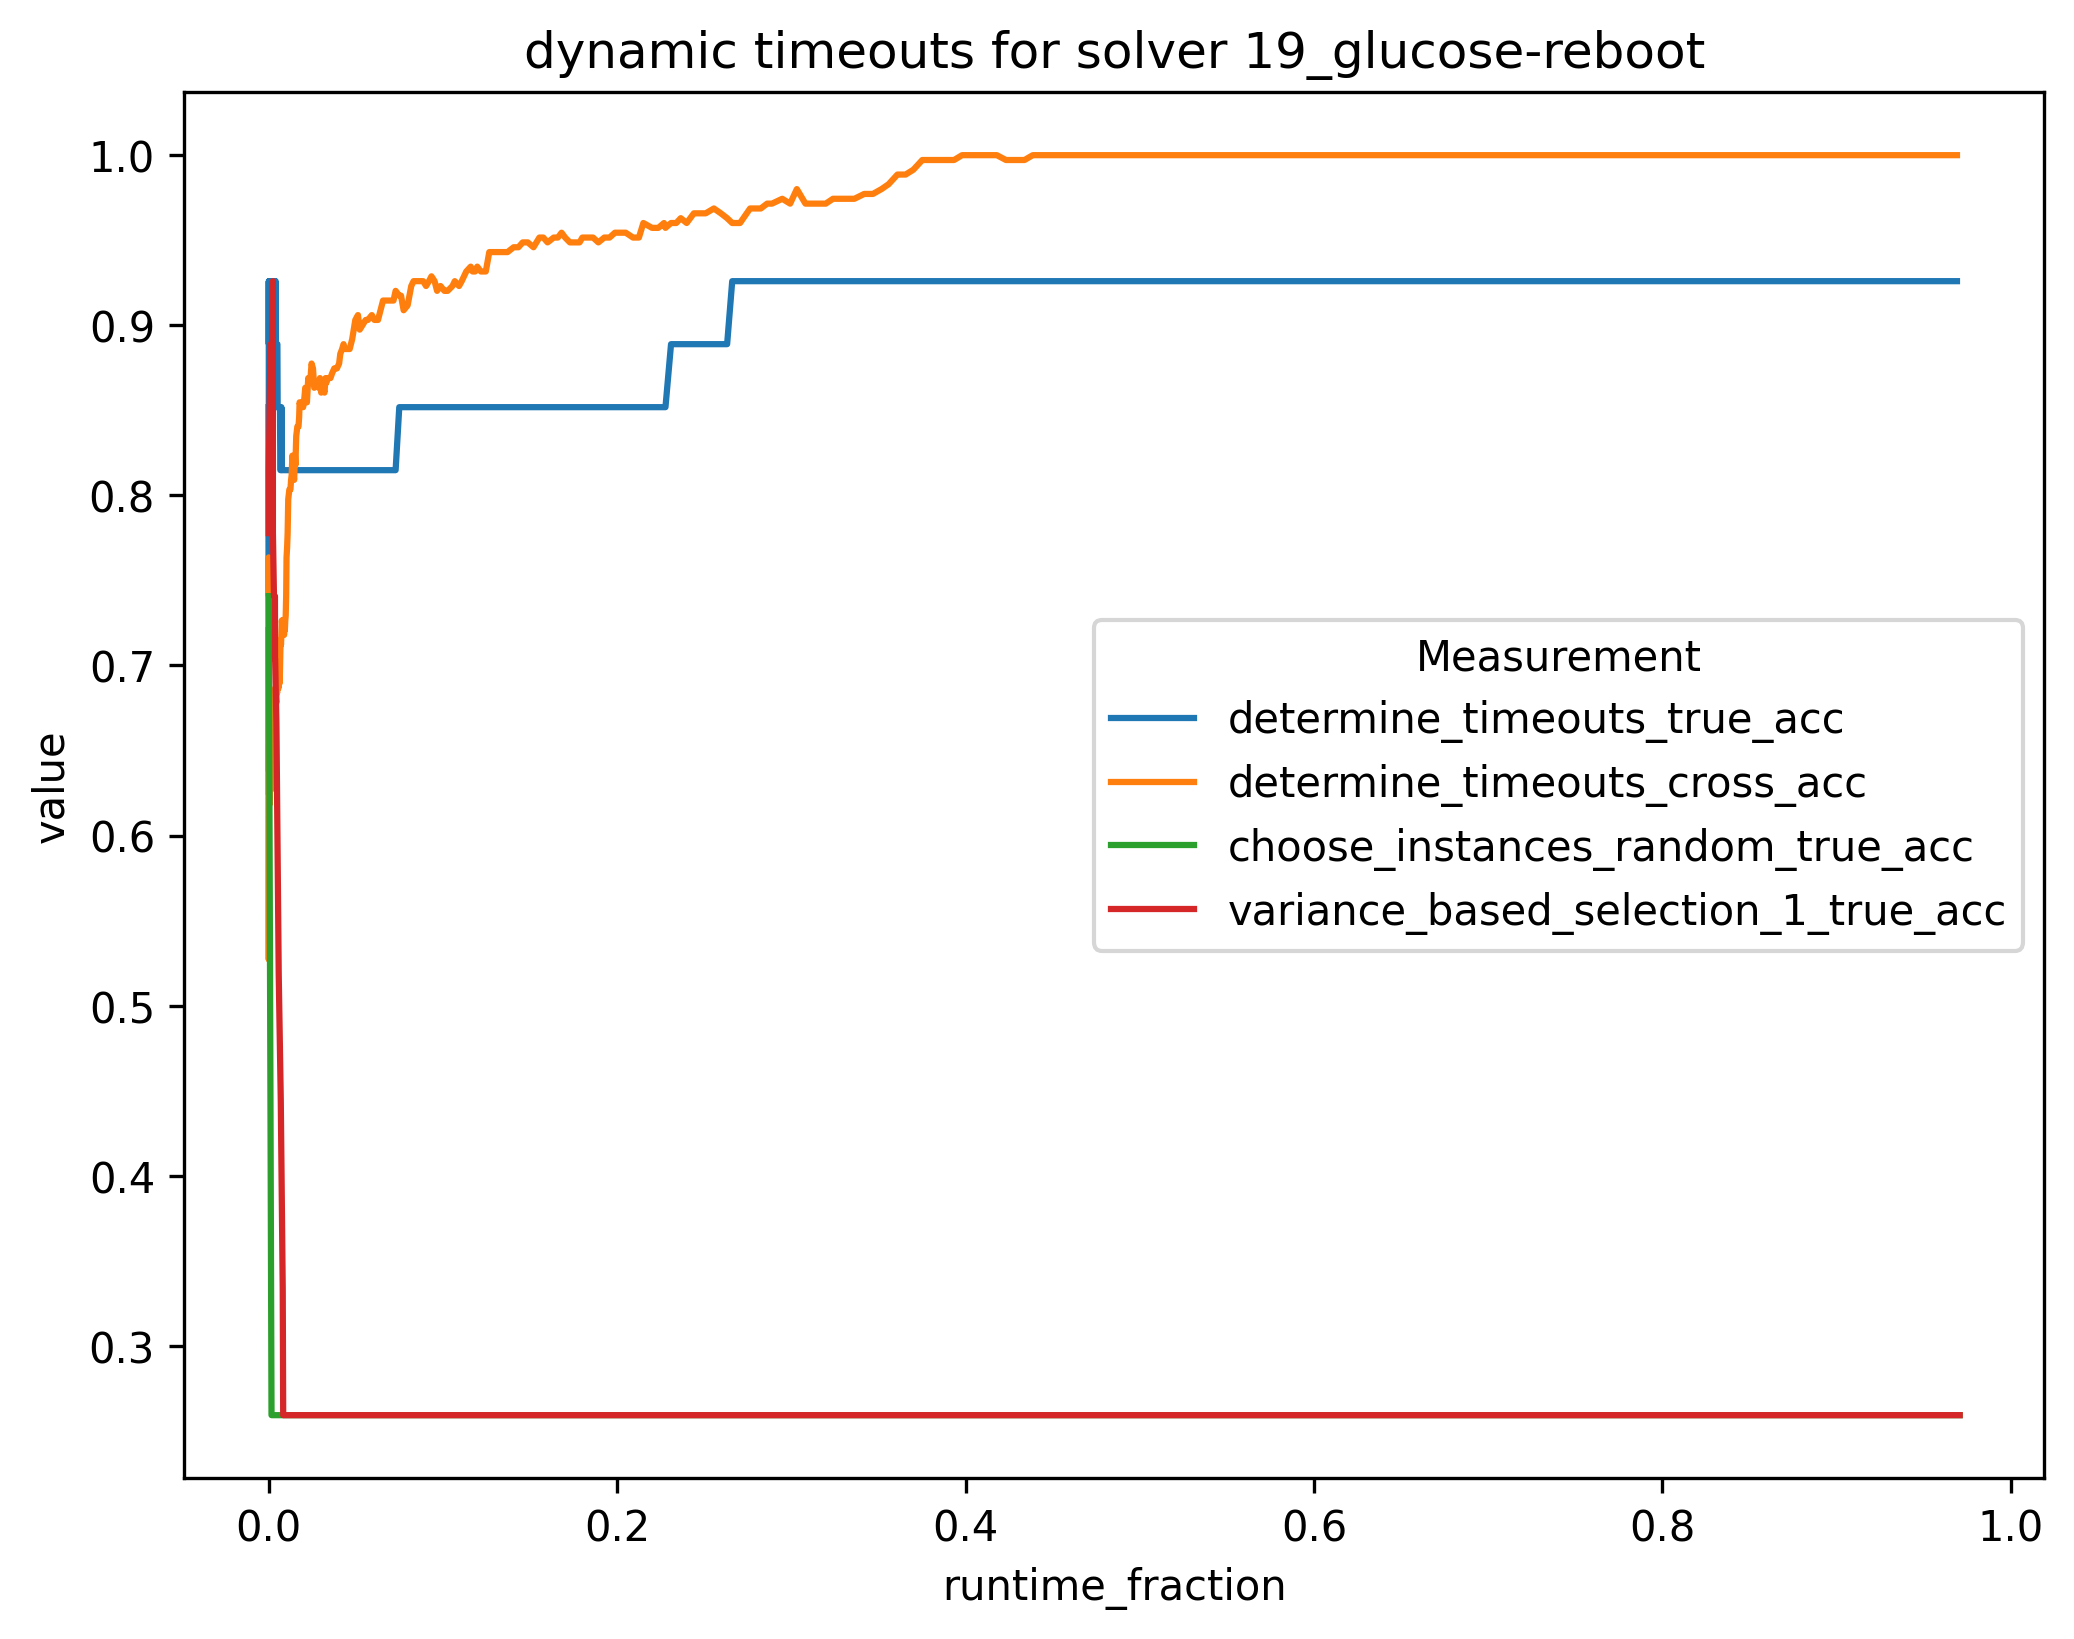 dynamic timeouts for solver 19_glucose-reboot
1.0
0.9
0.8
0.7
0.6
0.5
0.4
0.3
value
Measurement
determine_timeouts_true_acc
determine_timeouts_cross_acc
choose_instances_random_true_acc
variance_based_selection_1_true_acc
0.0 0.2 0.4 0.6 0.8 1.0
runtime_fraction